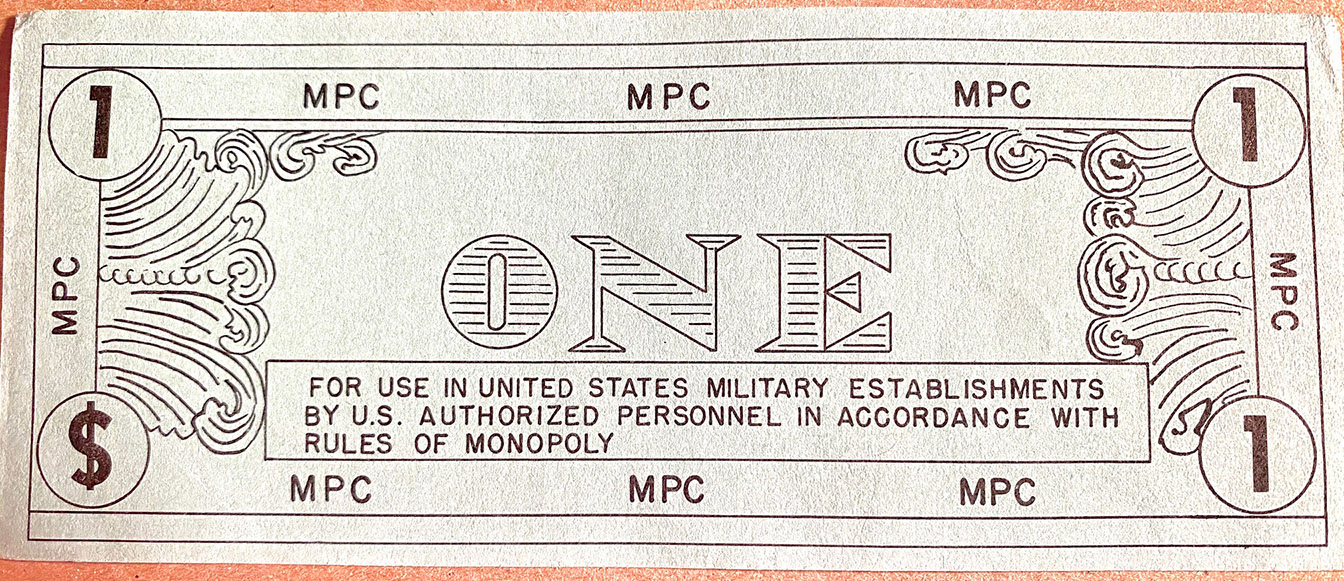 MPC MPC MPC
1 1
MPC MPC
ONE
FOR USE IN UNITED STATES MILITARY ESTABLISHMENTS
BY U.S. AUTHORIZED PERSONNEL IN ACCORDANCE WITH
RULES OF MONOPOLY
$ 1
MPC MPC MPC